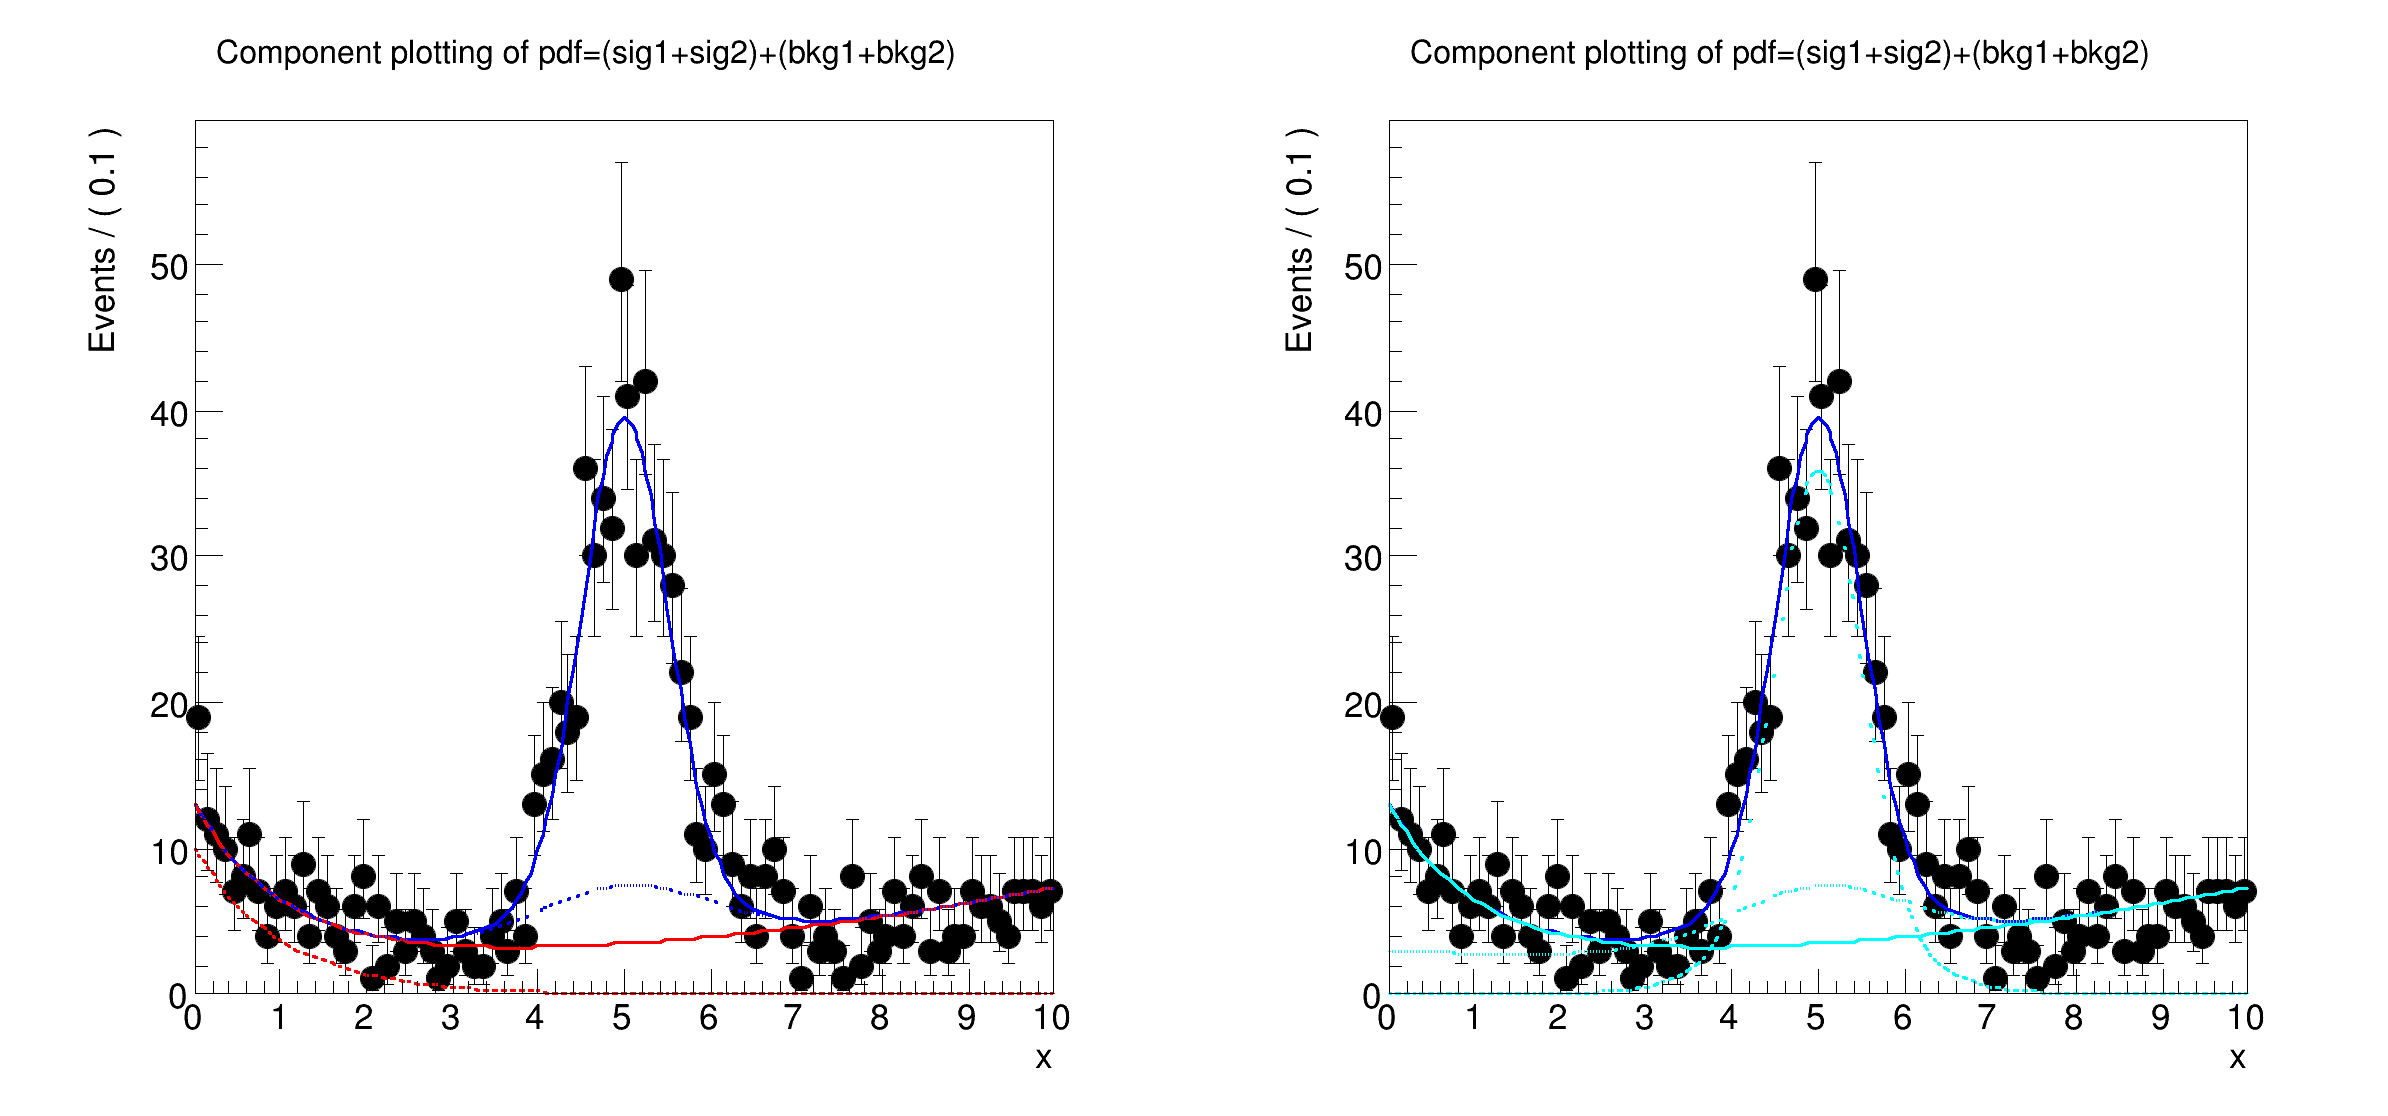 Component plotting of pdf=(sig1+sig2)+(bkg1+bkg2)
Events / ( 0.1 )
50
40
30
20
10
0
0 1 2 3 4 5 6 7 8 9 10
x
Component plotting of pdf=(sig1+sig2)+(bkg1+bkg2)
Events / ( 0.1 )
50
40
30
20
10
0
0 1 2 3 4 5 6 7 8 9 10
x